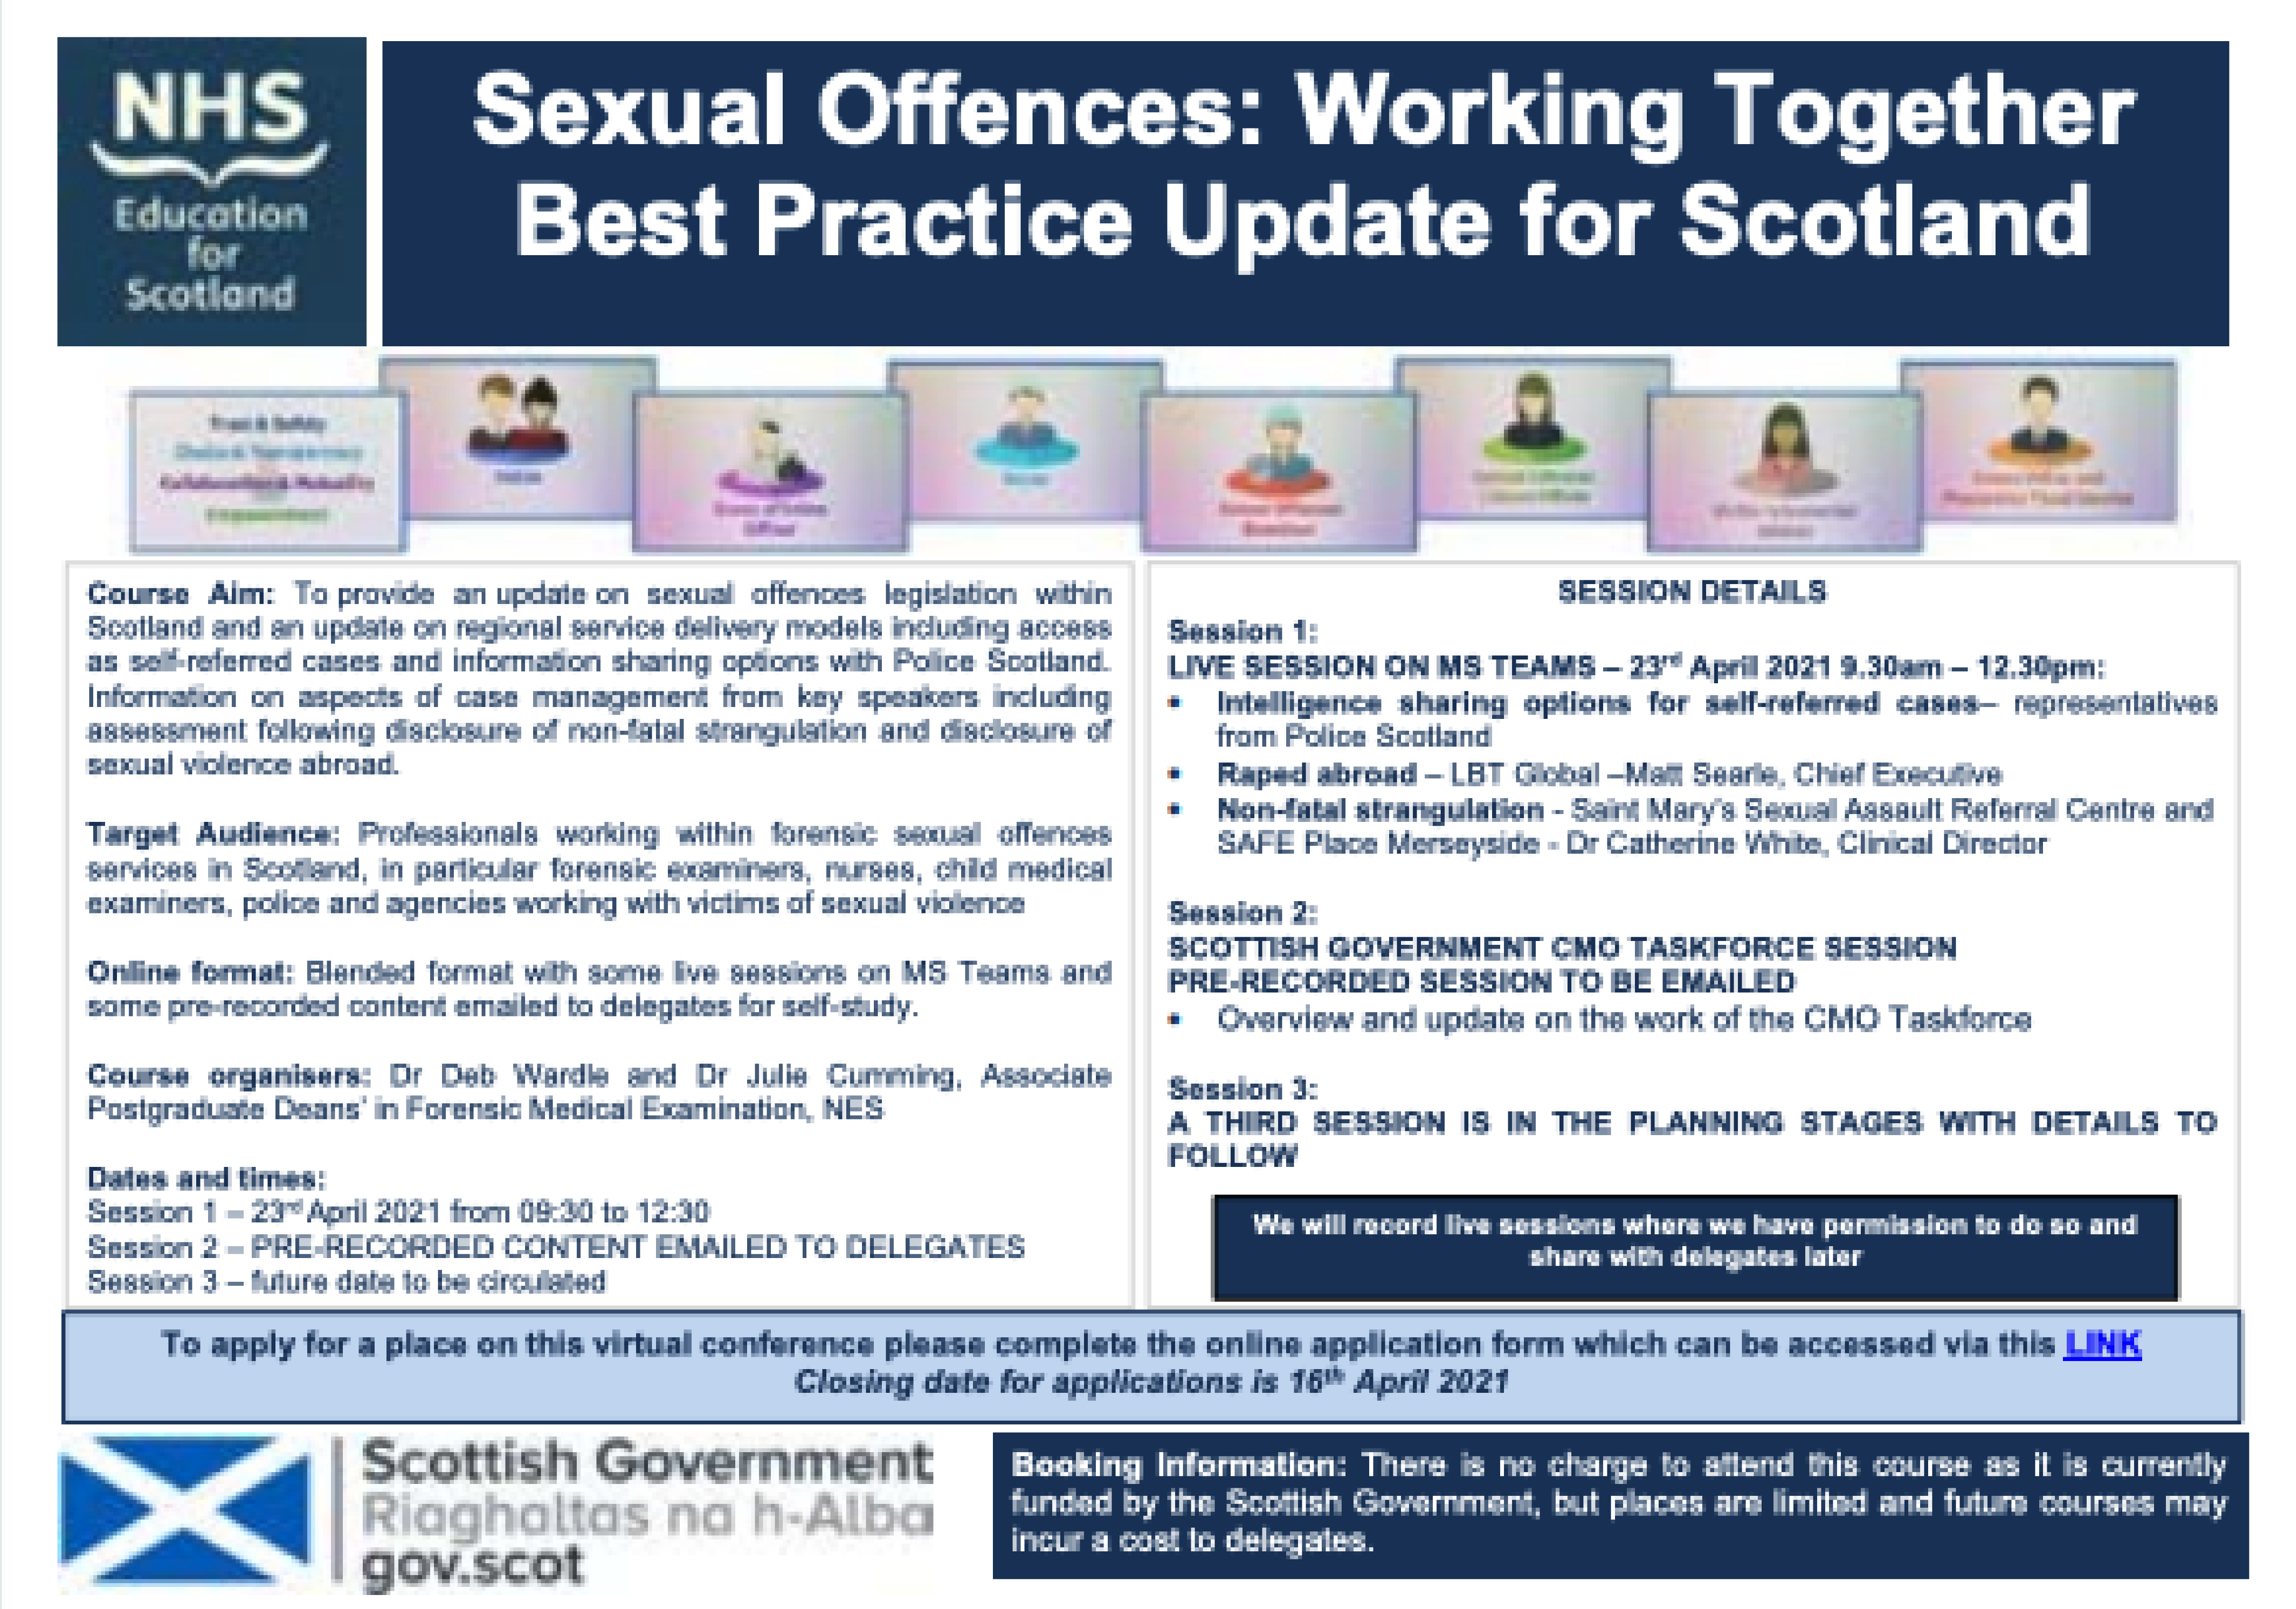 NHS
Education
for
Scotland
Sexual Offences: Working Together
Best Practice Update for Scotland
Trust & Safety
Collaboration & Mutuality
Empowerment
Course Aim: To provide an update on sexual offences legislation within
Scotland and an update on regional service delivery models including access
as self-referred cases and information sharing options with Police Scotland.
Information on aspects of case management from key speakers including
assessment following disclosure of non-fatal strangulation and disclosure of
sexual violence abroad.
Target Audience: Professionals working within forensic sexual offences
services in Scotland, in particular forensic examiners, nurses, child medical
examiners, police and agencies working with victims of sexual violence
Online format: Blended format with some live sessions on MS Teams and
some pre-recorded content emailed to delegates for self-study.
Course organisers: Dr Deb Wardle and Dr Julie Cumming, Associate
Postgraduate Deans' in Forensic Medical Examination, NES
Dates and times:
Session 1 – 23rd April 2021 from 09:30 to 12:30
Session 2 – PRE-RECORDED CONTENT EMAILED TO DELEGATES
Session 3 – future date to be circulated
SESSION DETAILS
Session 1:
LIVE SESSION ON MS TEAMS – 23rd April 2021 9.30am – 12.30pm:
• Intelligence sharing options for self-referred cases– representatives
from Police Scotland
• Raped abroad – LBT Global –Matt Searle, Chief Executive
• Non-fatal strangulation - Saint Mary's Sexual Assault Referral Centre and
SAFE Place Merseyside - Dr Catherine White, Clinical Director
Session 2:
SCOTTISH GOVERNMENT CMO TASKFORCE SESSION
PRE-RECORDED SESSION TO BE EMAILED
• Overview and update on the work of the CMO Taskforce
Session 3:
A THIRD SESSION IS IN THE PLANNING STAGES WITH DETAILS TO
FOLLOW
We will record live sessions where we have permission to do so and
share with delegates later
To apply for a place on this virtual conference please complete the online application form which can be accessed via this LINK
Closing date for applications is 16th April 2021
Scottish Government
Riaghaltas na h-Alba
gov.scot
Booking Information: There is no charge to attend this course as it is currently
funded by the Scottish Government, but places are limited and future courses may
incur a cost to delegates.